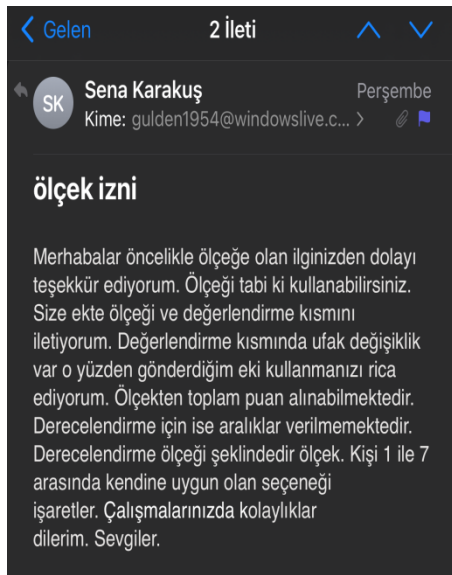 Gelen 2 İleti
SK Sena Karakuş Perşembe
Kime: gulden1954@windowslive.c...
ölçek izni
Merhabalar öncelikle ölçeğe olan ilginizden dolayı
teşekkür ediyorum. Ölçeği tabi ki kullanabilirsiniz.
Size ekte ölçeği ve değerlendirme kısmını
iletiyorum. Değerlendirme kısmında ufak değişiklik
var o yüzden gönderdiğim eki kullanmanızı rica
ediyorum. Ölçekten toplam puan alınabilmektedir.
Derecelendirme için ise aralıklar verilmemektedir.
Derecelendirme ölçeği şeklindedir ölçek. Kişi 1 ile 7
arasında kendine uygun olan seçeneği
işaretler. Çalışmalarınızda kolaylıklar
dilerim. Sevgiler.